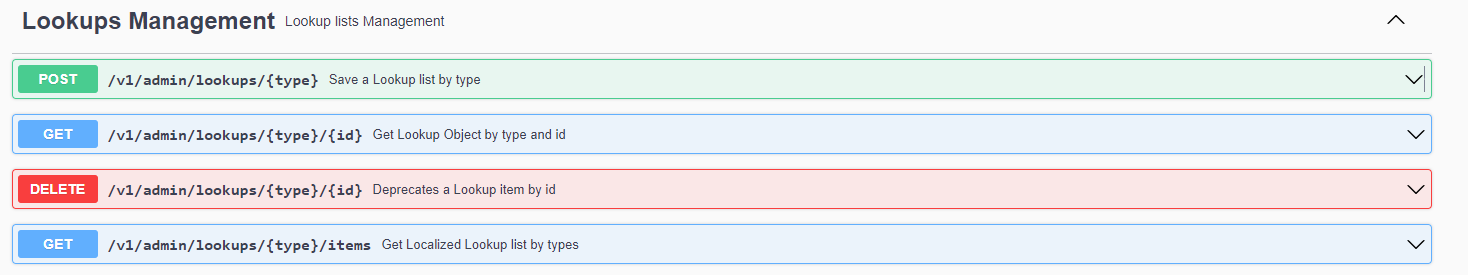 Lookups Management Lookup lists Management
POST /v1/admin/lookups/{type} Save a Lookup list by type
GET /v1/admin/lookups/{type}/{id} Get Lookup Object by type and id
DELETE /v1/admin/lookups/{type}/{id} Deprecates a Lookup item by id
GET /v1/admin/lookups/{type}/items Get Localized Lookup list by types